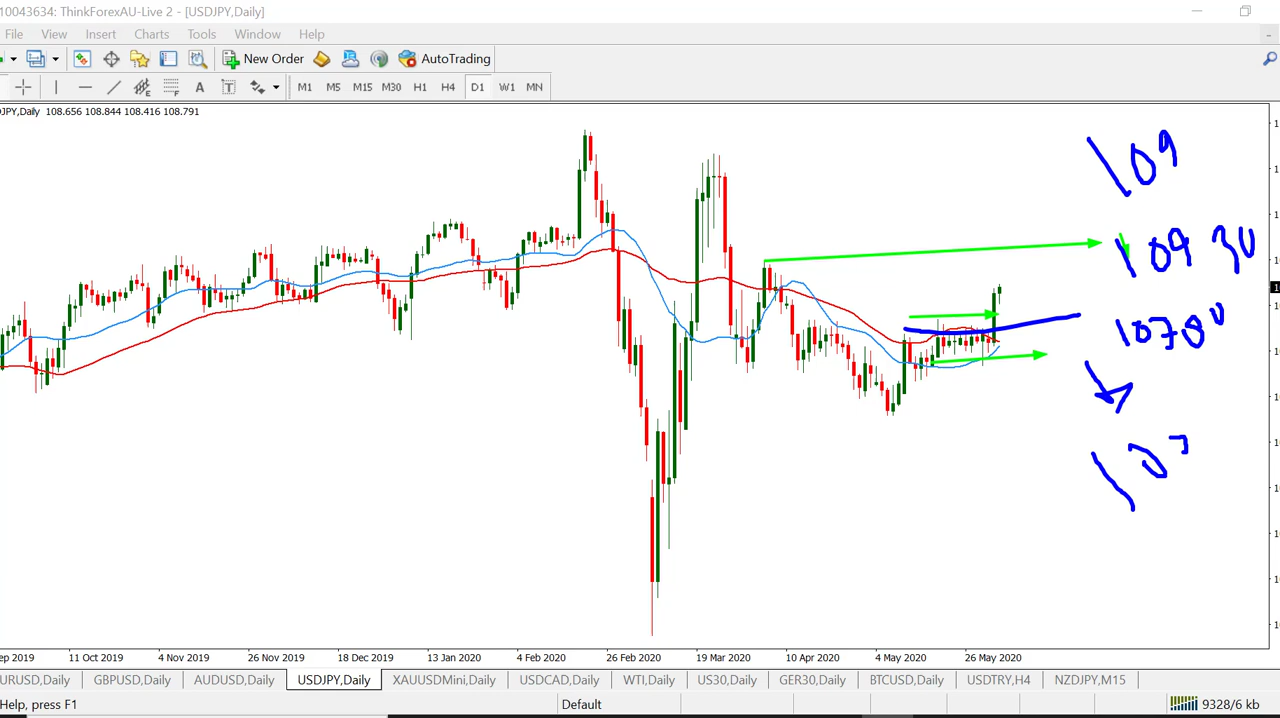 10043634: ThinkForexAU-Live 2 - [USDJPY,Daily]
File View Insert Charts Tools Window Help
New Order AutoTrading
A T M1 M5 M15 M30 H1 H4 D1 W1 MN
JPY,Daily 108.656 108.844 108.416 108.791
109
109 30
10780
107
ep 2019 11 Oct 2019 4 Nov 2019 26 Nov 2019 18 Dec 2019 13 Jan 2020 4 Feb 2020 26 Feb 2020 19 Mar 2020 10 Apr 2020 4 May 2020 26 May 2020
URUSD,Daily GBPUSD,Daily AUDUSD,Daily USDJPY,Daily XAUUSDMini,Daily USDCAD,Daily WTI,Daily US30,Daily GER30,Daily BTCUSD,Daily USDTRY,H4 NZDJPY,M15
Help, press F1 Default 9328/6 kb